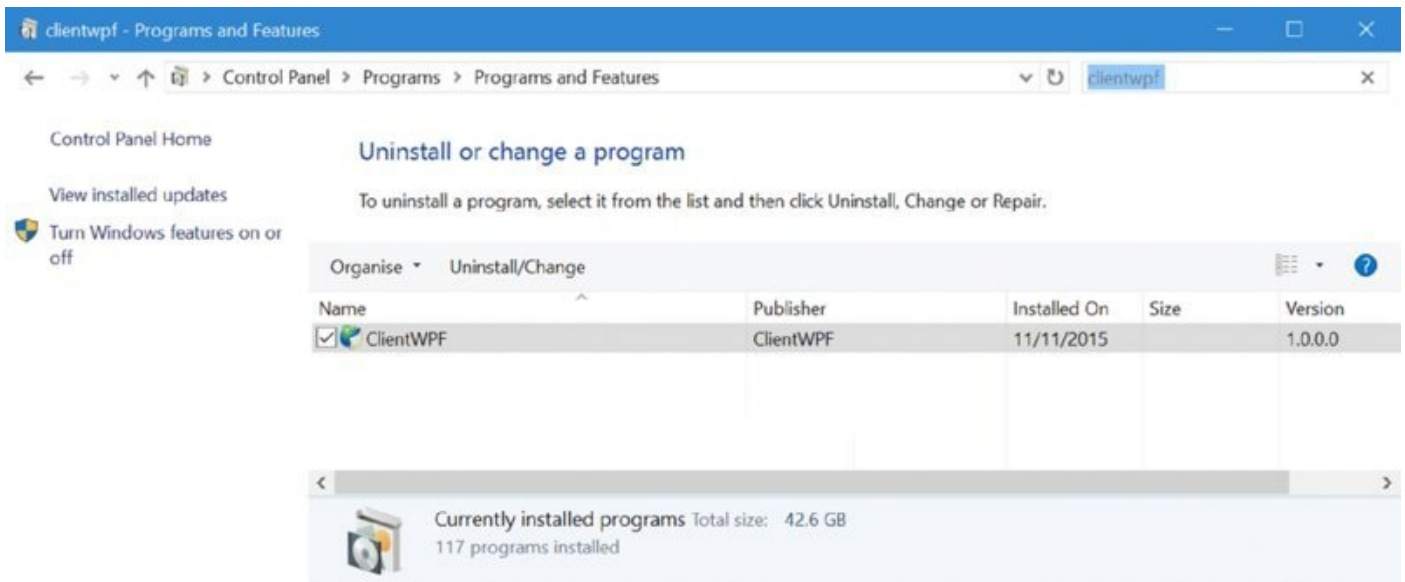 clientwpf - Programs and Features
Control Panel > Programs > Programs and Features
clientwpf
Control Panel Home
View installed updates
Turn Windows features on or
off
Uninstall or change a program
To uninstall a program, select it from the list and then click Uninstall, Change or Repair.
Organise Uninstall/Change
Name Publisher Installed On Size Version
ClientWPF ClientWPF 11/11/2015 1.0.0.0
Currently installed programs Total size: 42.6 GB
117 programs installed